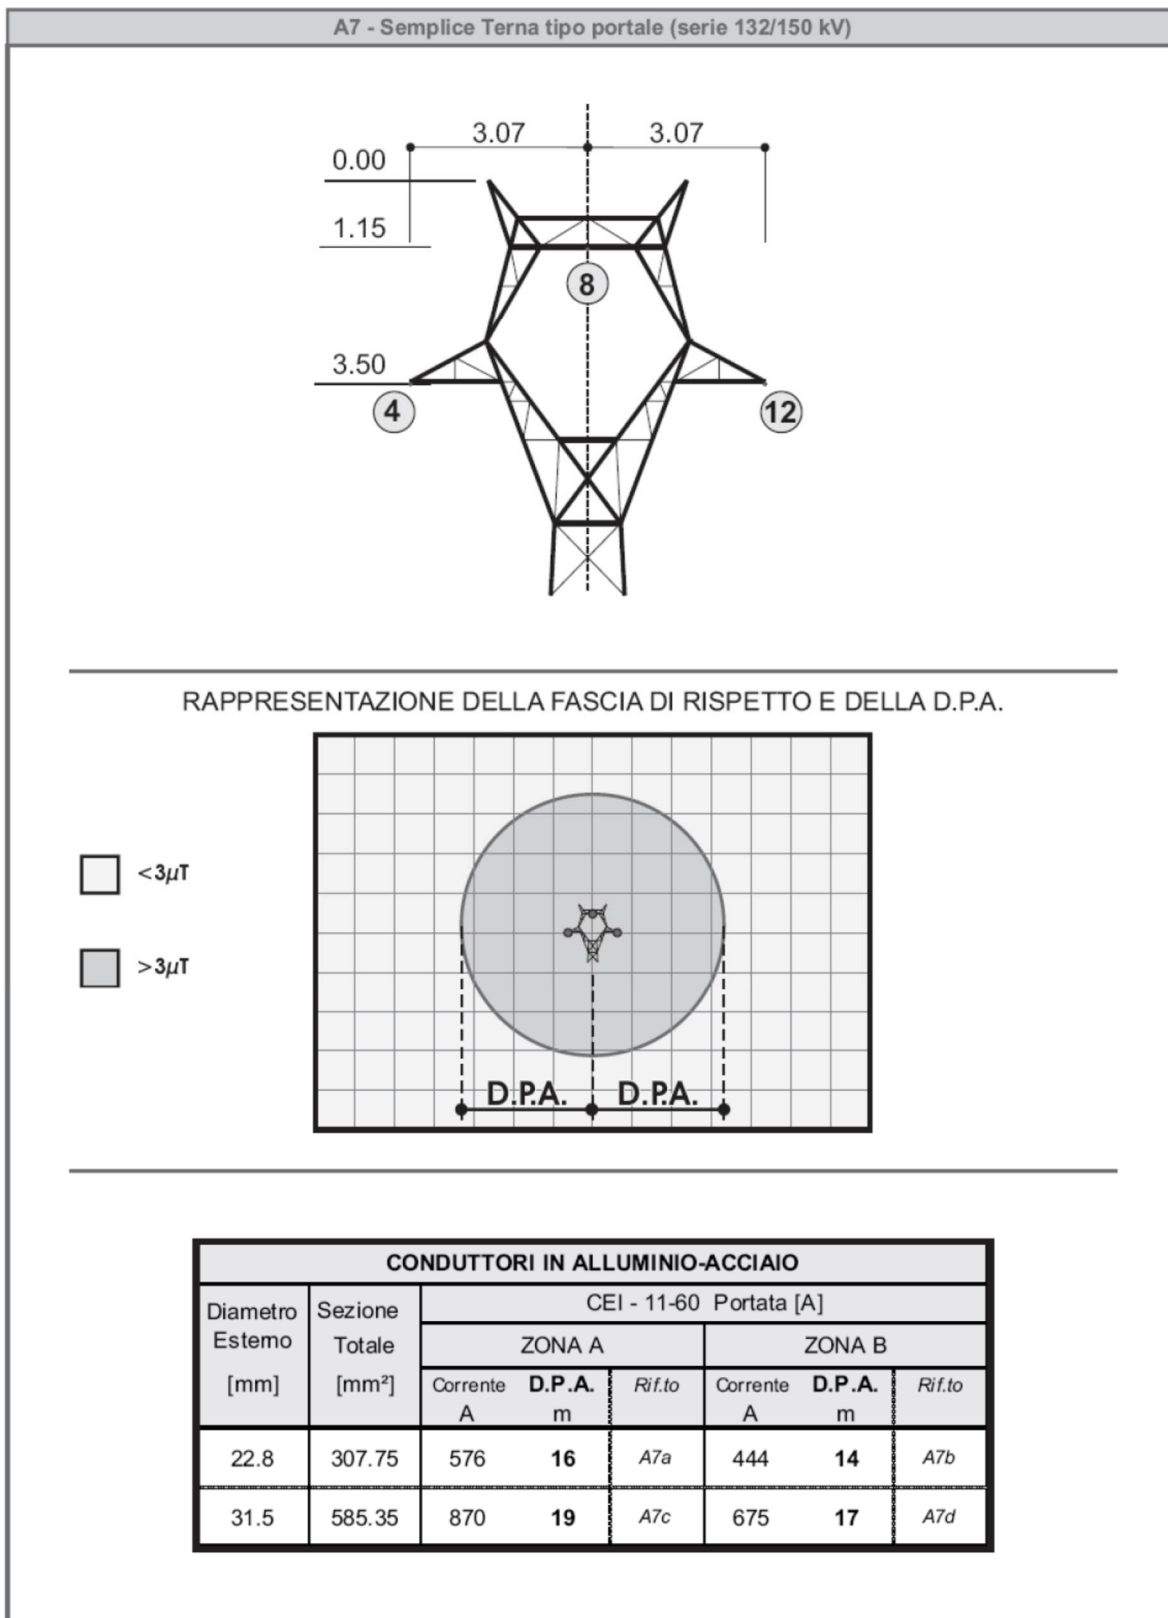 A7 - Semplice Terna tipo portale (serie 132/150 kV)
3.07 3.07
0.00
1.15
8
3.50
4 12
RAPPRESENTAZIONE DELLA FASCIA DI RISPETTO E DELLA D.P.A.
<3µT
>3µT
D.P.A. D.P.A.
CONDUTTORI IN ALLUMINIO-ACCIAIO
Diametro Esterno [mm] Sezione Totale [mm²] CEI - 11-60 Portata [A]
ZONA A ZONA B
Corrente A D.P.A. m Rif.to Corrente A D.P.A. m Rif.to
22.8 307.75 576 16 A7a 444 14 A7b
31.5 585.35 870 19 A7c 675 17 A7d